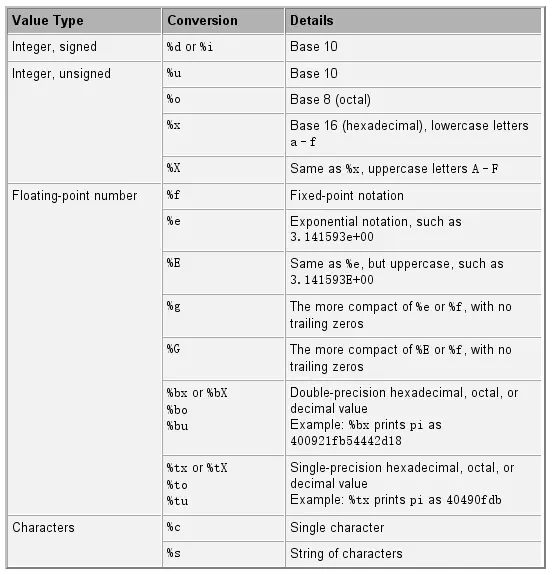 Value Type Conversion Details
Integer, signed %d or %i Base 10
Integer, unsigned %u Base 10
%o Base 8 (octal)
%x Base 16 (hexadecimal), lowercase letters
a-f
%X Same as %x, uppercase letters A-F
Floating-point number %f Fixed-point notation
%e Exponential notation, such as
3.141593e+00
%E Same as %e, but uppercase, such as
3.141593E+00
%g The more compact of %e or %f, with no
trailing zeros
%G The more compact of %E or %f, with no
trailing zeros
%bx or %bX Double-precision hexadecimal, octal, or
%bo decimal value
%bu Example: %bx prints pi as
400921fb54442d18
%tx or %tX Single-precision hexadecimal, octal, or
%to decimal value
%tu Example: %tx prints pi as 40490fdb
Characters %c Single character
%s String of characters